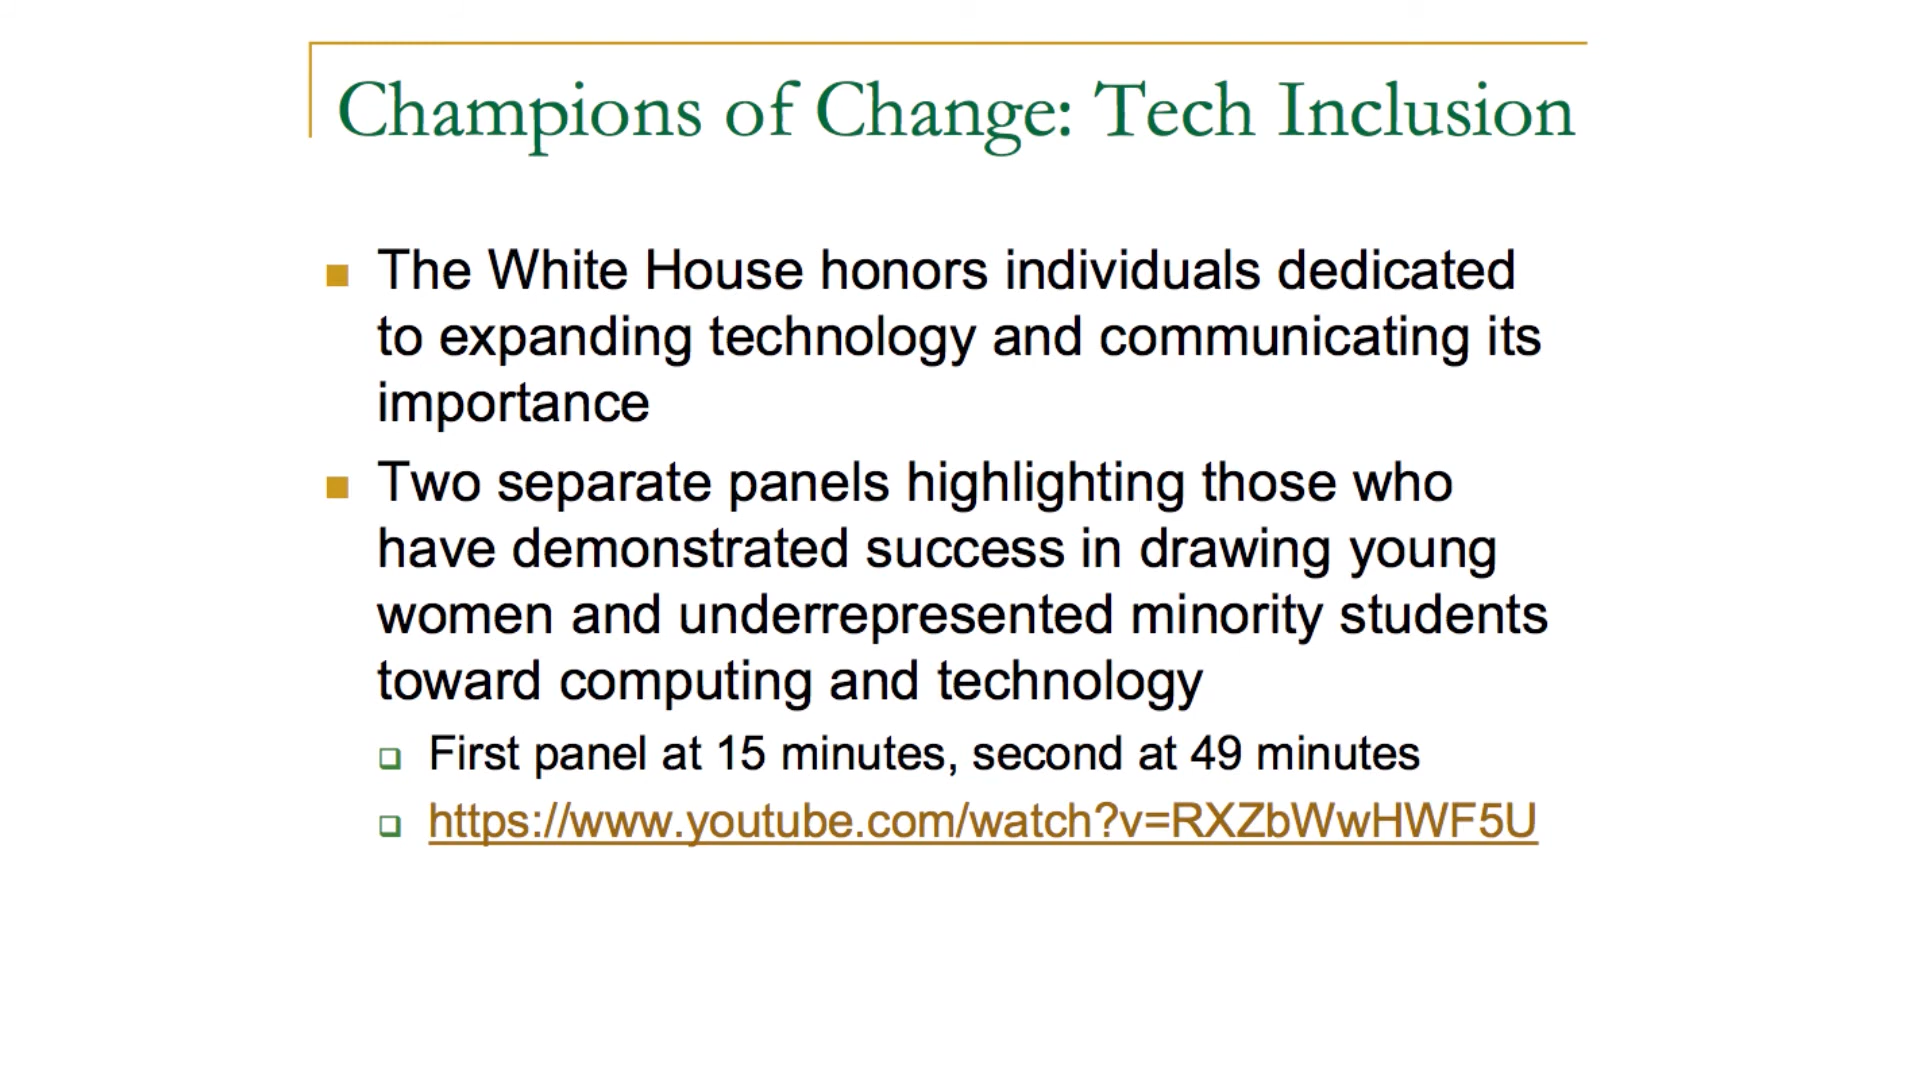 Champions of Change: Tech Inclusion
The White House honors individuals dedicated
to expanding technology and communicating its
importance
Two separate panels highlighting those who
have demonstrated success in drawing young
women and underrepresented minority students
toward computing and technology
First panel at 15 minutes, second at 49 minutes
https://www.youtube.com/watch?v=RXZbWwHWF5U